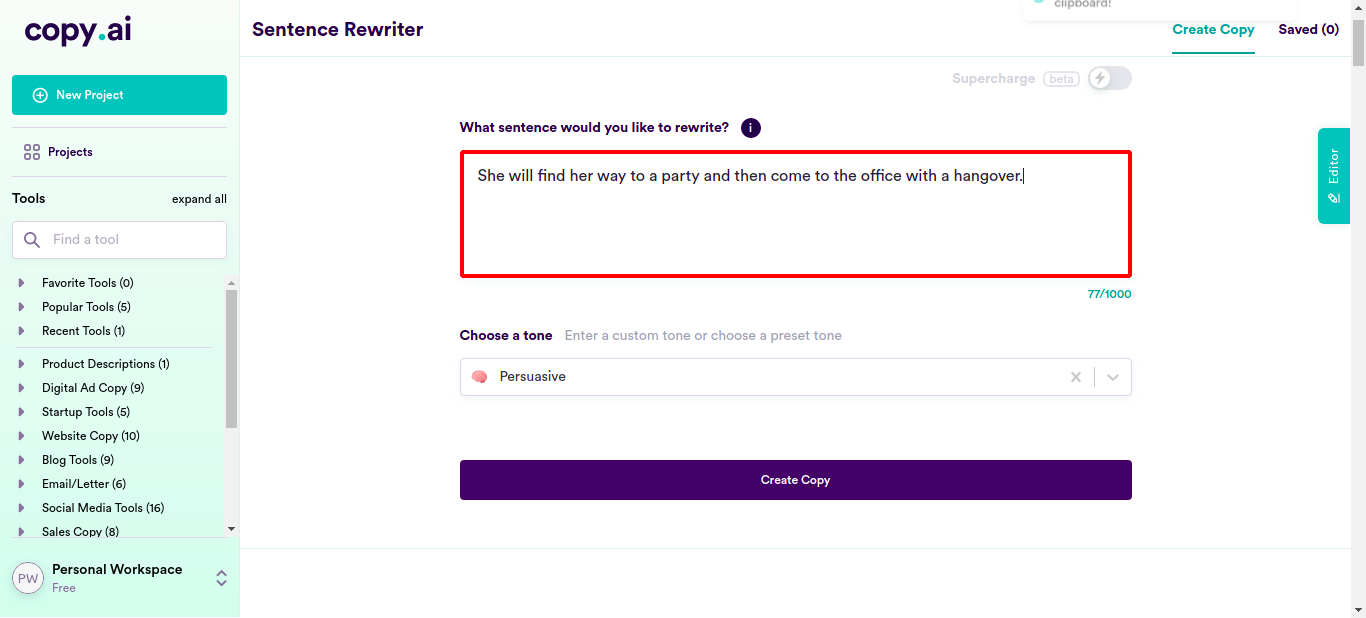 clipboard!
copy.ai
Sentence Rewriter
Create Copy
Saved (0)
New Project
Supercharge beta
Projects
What sentence would you like to rewrite? i
Tools
expand all
She will find her way to a party and then come to the office with a hangover.
Editor
Find a tool
Favorite Tools (0)
77/1000
Popular Tools (5)
Recent Tools (1)
Choose a tone Enter a custom tone or choose a preset tone
Product Descriptions (1)
Persuasive
Digital Ad Copy (9)
Startup Tools (5)
Website Copy (10)
Blog Tools (9)
Email/Letter (6)
Create Copy
Social Media Tools (16)
Sales Copy (8)
PW
Personal Workspace
Free